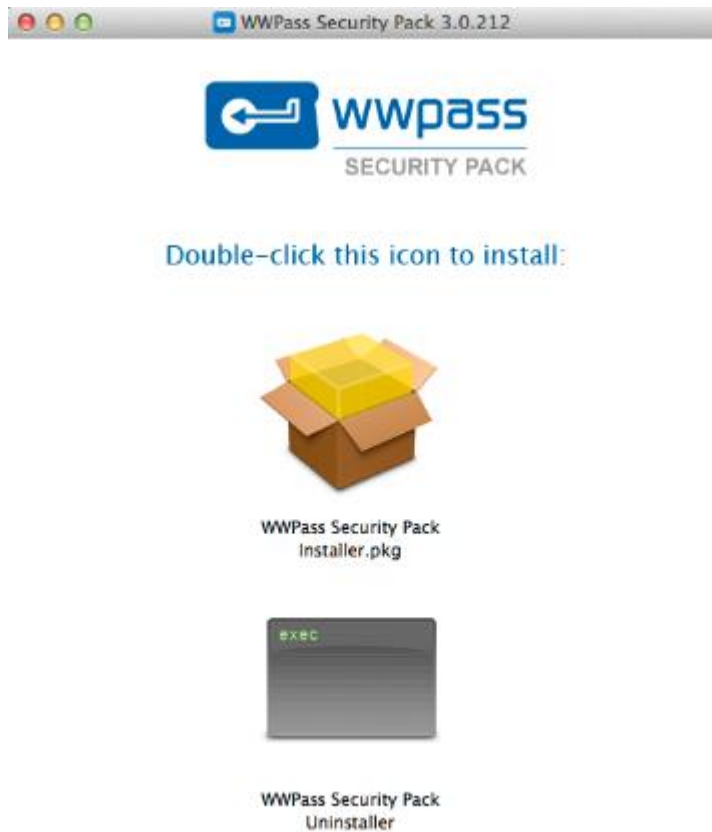 WWPass Security Pack 3.0.212
wwpass
SECURITY PACK
Double-click this icon to install:
WWPass Security Pack
Installer.pkg
exec
WWPass Security Pack
Uninstaller